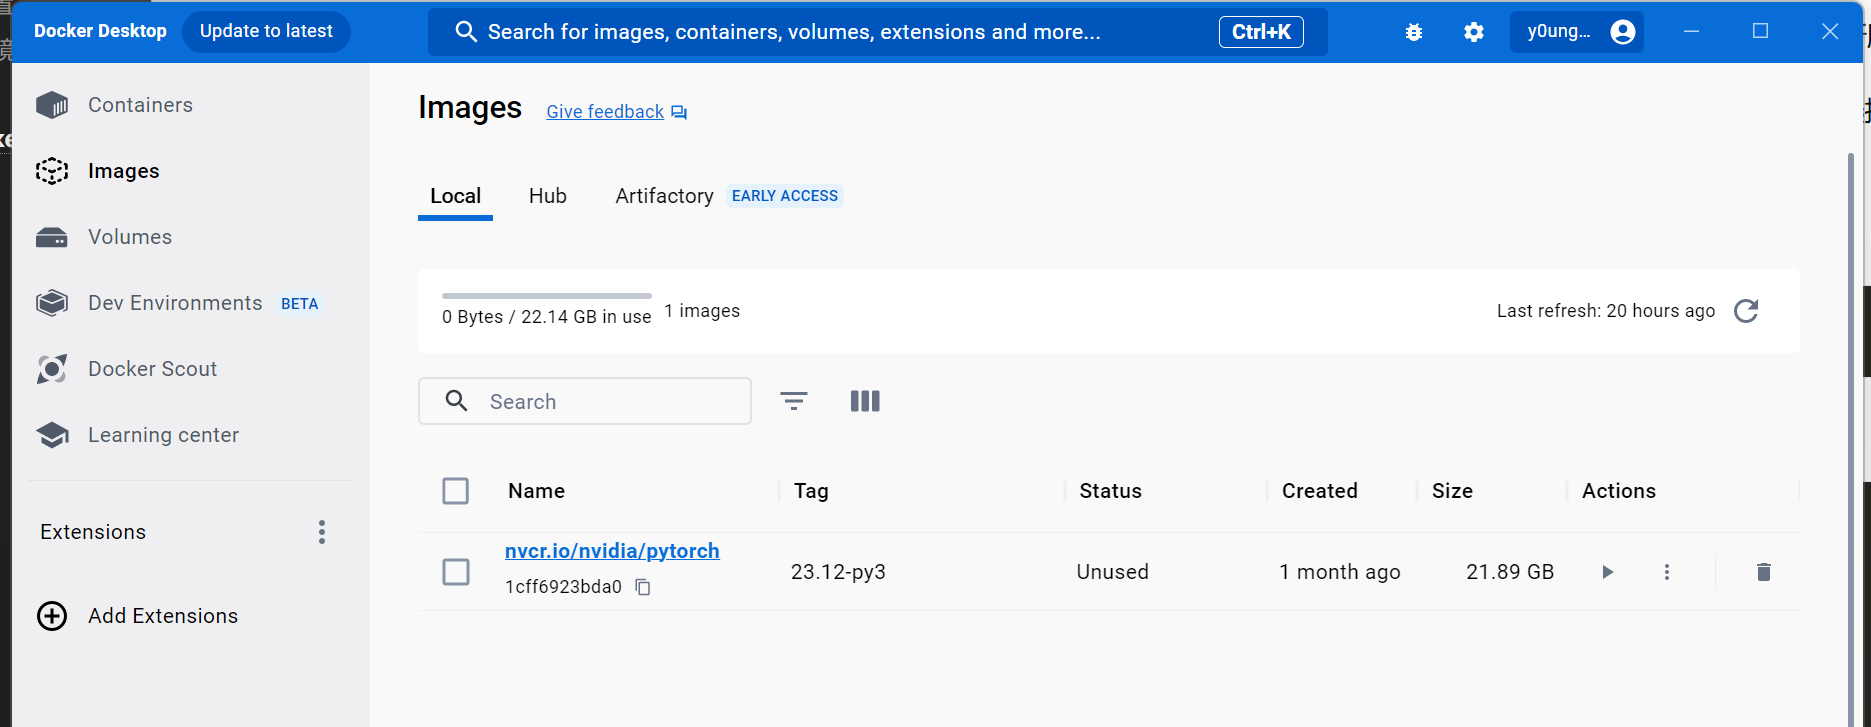 Docker Desktop Update to latest Search for images, containers, volumes, extensions and more... Ctrl+K y0ung...
Containers
Images
Volumes
Dev Environments BETA
Docker Scout
Learning center
Extensions
Add Extensions
Images Give feedback
Local Hub Artifactory EARLY ACCESS
0 Bytes / 22.14 GB in use 1 images Last refresh: 20 hours ago
Search
Name Tag Status Created Size Actions
nvcr.io/nvidia/pytorch
1cff6923bda0 23.12-py3 Unused 1 month ago 21.89 GB